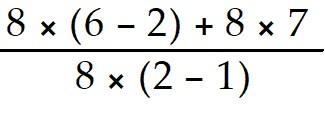 8 × (6 − 2) + 8 × 7
8 × (2 − 1)